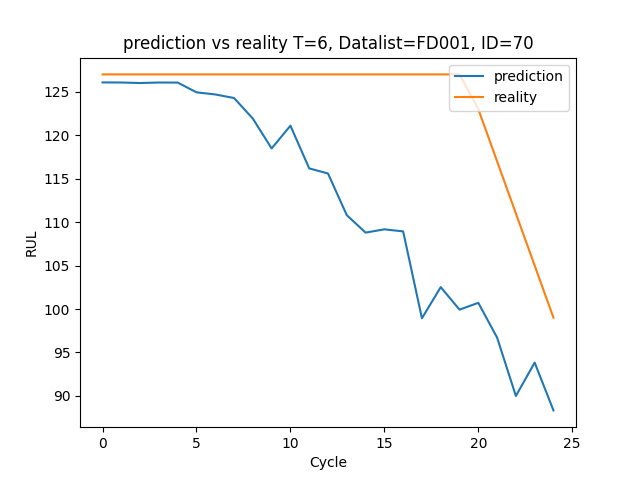 prediction vs reality T=6, Datalist=FD001, ID=70
prediction
reality
125
120
115
110
105
100
95
90
RUL
0 5 10 15 20 25
Cycle